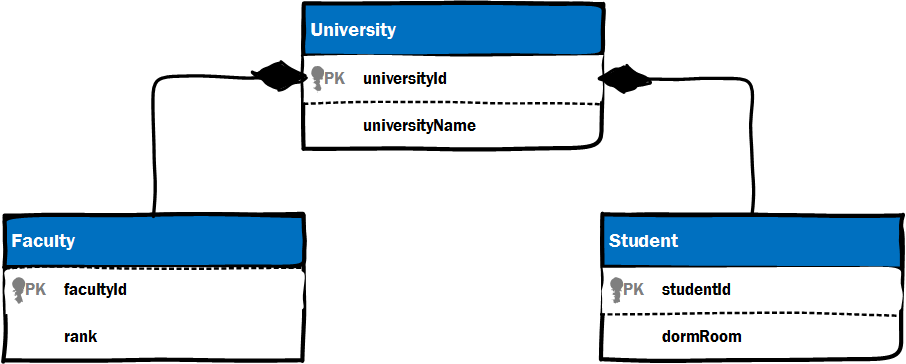 University
PK universityId
universityName
Faculty
PK facultyId
rank
Student
PK studentId
dormRoom